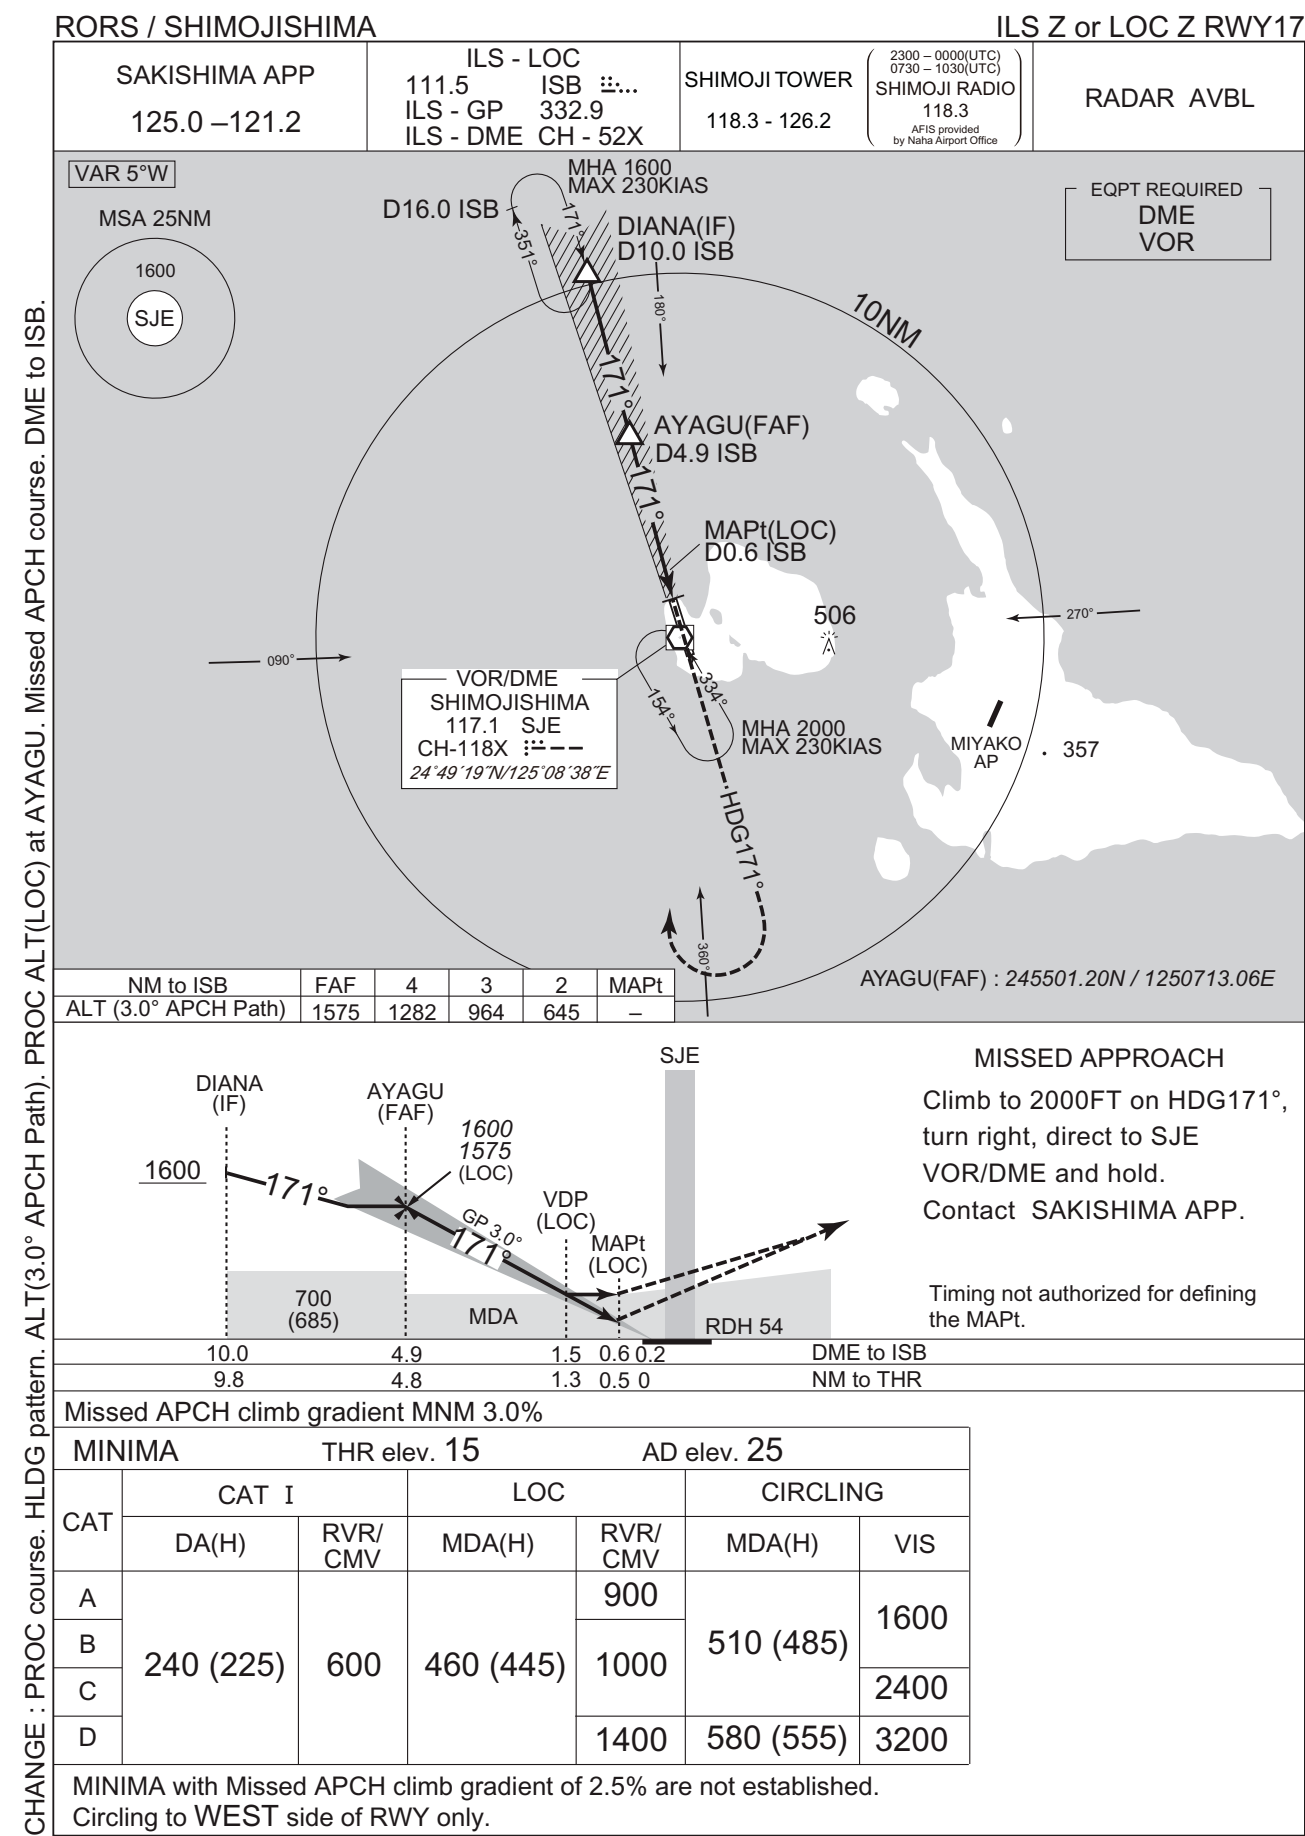 RORS / SHIMOJISHIMA
ILS Z or LOC Z RWY17
SAKISHIMA APP
125.0 –121.2
ILS - LOC
111.5 ISB
ILS - GP 332.9
ILS - DME CH - 52X
SHIMOJI TOWER
118.3 - 126.2
2300 – 0000(UTC)
0730 – 1030(UTC)
SHIMOJI RADIO
118.3
AFIS provided
by Naha Airport Office
RADAR AVBL
VAR 5°W
MSA 25NM
1600
SJE
MHA 1600
MAX 230KIAS
D16.0 ISB
171°
351°
DIANA(IF)
D10.0 ISB
180°
EQPT REQUIRED
DME
VOR
10NM
171°
AYAGU(FAF)
D4.9 ISB
171°
MAPt(LOC)
D0.6 ISB
506
270°
090°
VOR/DME
SHIMOJISHIMA
117.1 SJE
CH-118X
24°49´19˝N/125°08´38˝E
154°
334°
MHA 2000
MAX 230KIAS
MIYAKO
AP
357
HDG171°
360°
AYAGU(FAF) : 245501.20N / 1250713.06E
NM to ISB FAF 4 3 2 MAPt
ALT (3.0° APCH Path) 1575 1282 964 645 –
SJE
DIANA
(IF)
AYAGU
(FAF)
1600
1575
(LOC)
1600
171°
GP 3.0°
171°
VDP
(LOC)
MAPt
(LOC)
700
(685)
MDA
RDH 54
10.0 4.9 1.5 0.6 0.2 DME to ISB
9.8 4.8 1.3 0.5 0 NM to THR
MISSED APPROACH
Climb to 2000FT on HDG171°,
turn right, direct to SJE
VOR/DME and hold.
Contact SAKISHIMA APP.
Timing not authorized for defining
the MAPt.
Missed APCH climb gradient MNM 3.0%
MINIMA THR elev. 15 AD elev. 25
CAT CAT I LOC CIRCLING
DA(H) RVR/CMV MDA(H) RVR/CMV MDA(H) VIS
A 240 (225) 600 460 (445) 900 510 (485) 1600
B 1000
C 2400
D 1400 580 (555) 3200
MINIMA with Missed APCH climb gradient of 2.5% are not established.
Circling to WEST side of RWY only.
CHANGE : PROC course. HLDG pattern. ALT(3.0° APCH Path). PROC ALT(LOC) at AYAGU. Missed APCH course. DME to ISB.